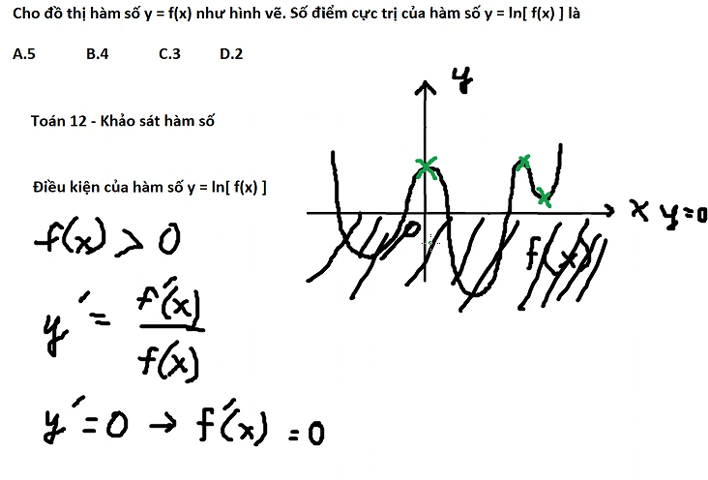 Cho đồ thị hàm số y = f(x) như hình vẽ. Số điểm cực trị của hàm số y = ln[ f(x) ] là
A.5 B.4 C.3 D.2
Toán 12 - Khảo sát hàm số
Điều kiện của hàm số y = ln[ f(x) ]
f(x) > 0
y' = f'(x) / f(x)
y' = 0 → f'(x) = 0
y
x y=0
O
f(x)